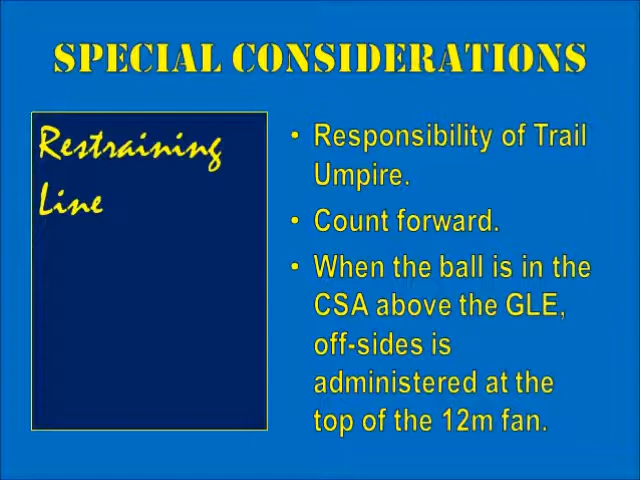 SPECIAL CONSIDERATIONS
Restraining
Line
• Responsibility of Trail
Umpire.
• Count forward.
• When the ball is in the
CSA above the GLE,
off-sides is
administered at the
top of the 12m fan.